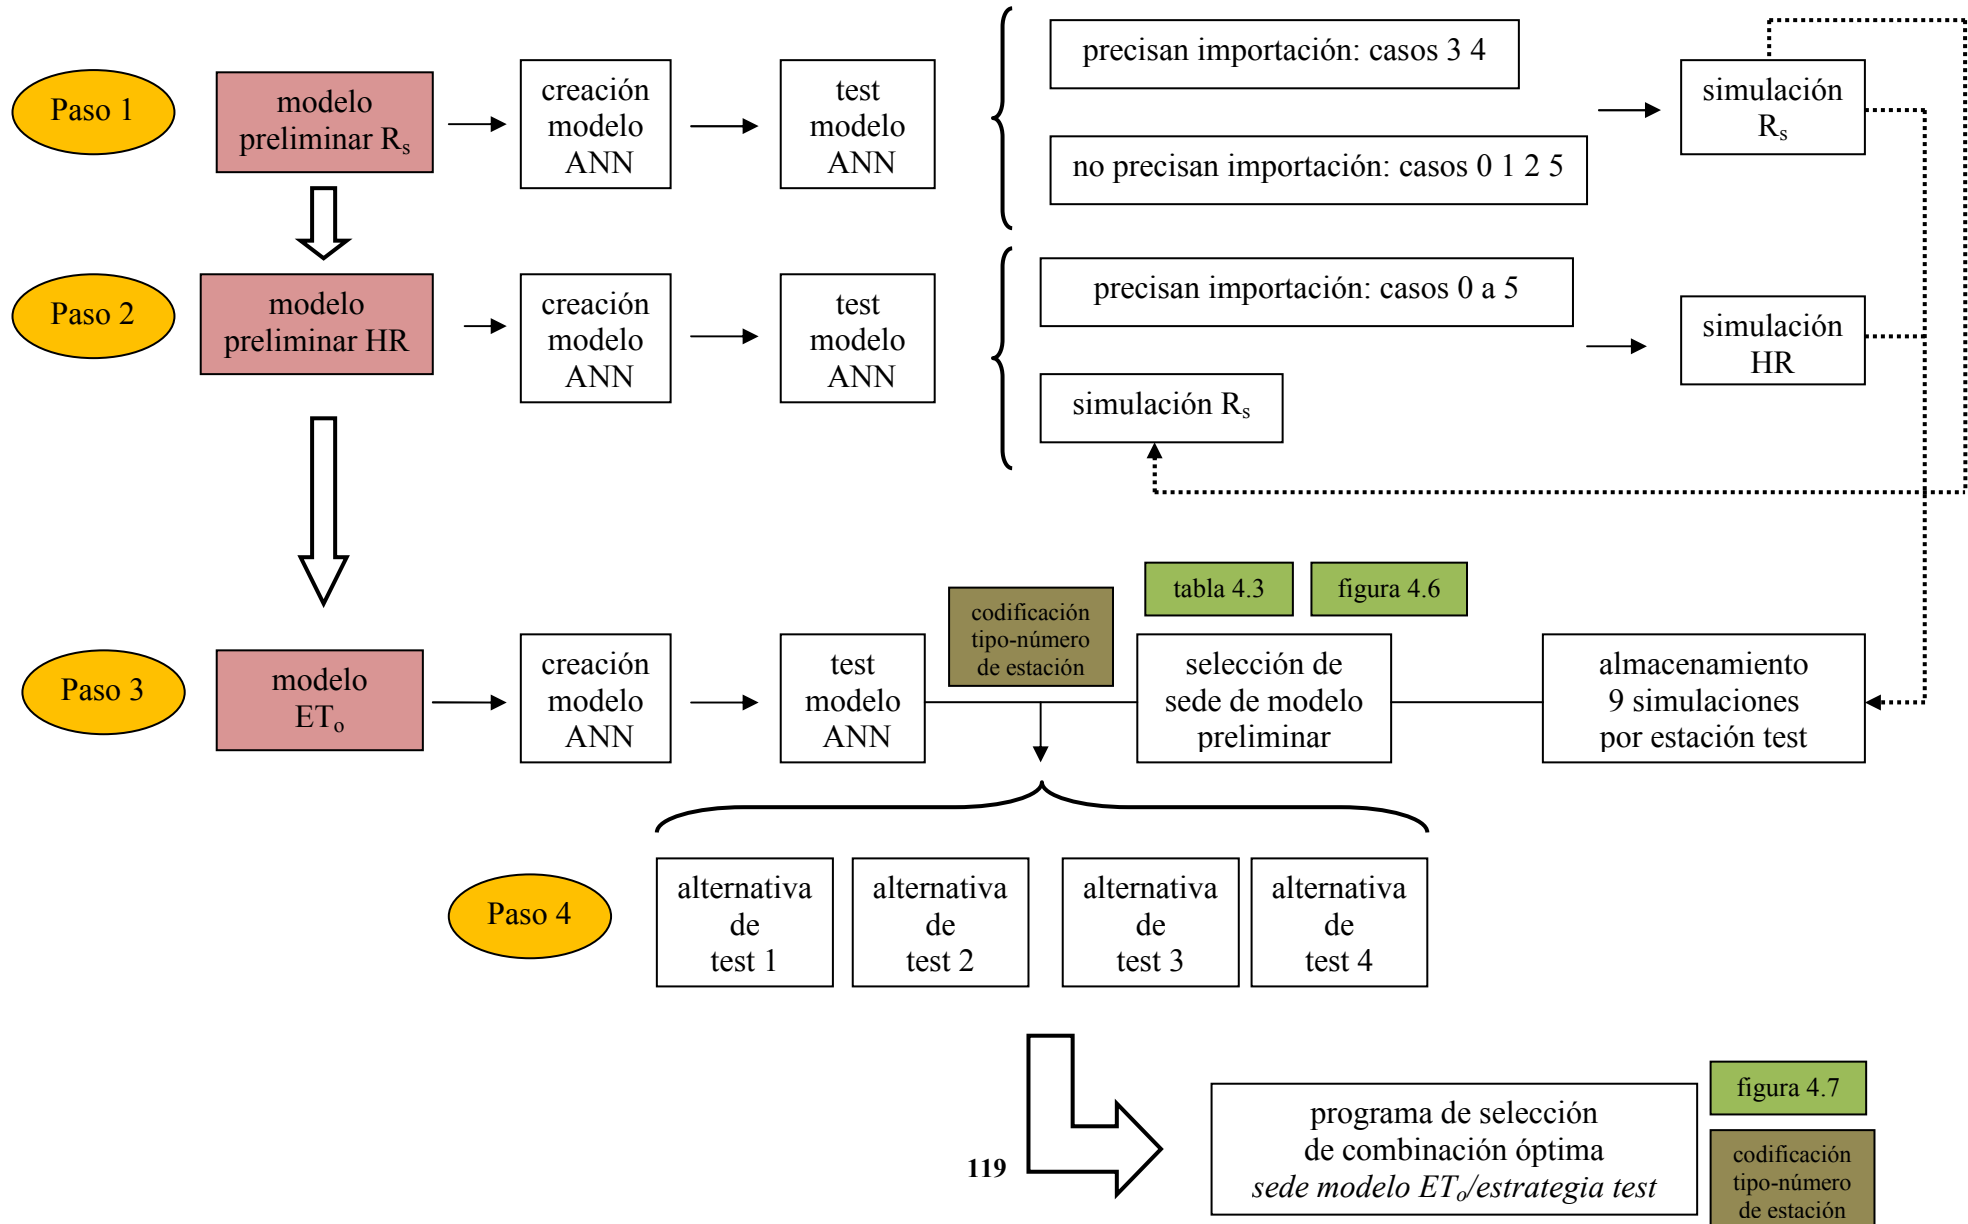 Paso 1
modelo
preliminar Rs
creación
modelo
ANN
test
modelo
ANN
precisan importación: casos 3 4
no precisan importación: casos 0 1 2 5
simulación
Rs
Paso 2
modelo
preliminar HR
creación
modelo
ANN
test
modelo
ANN
precisan importación: casos 0 a 5
simulación Rs
simulación
HR
Paso 3
modelo
ETo
creación
modelo
ANN
test
modelo
ANN
codificación
tipo-número
de estación
tabla 4.3
figura 4.6
selección de
sede de modelo
preliminar
almacenamiento
9 simulaciones
por estación test
Paso 4
alternativa
de
test 1
alternativa
de
test 2
alternativa
de
test 3
alternativa
de
test 4
119
programa de selección
de combinación óptima
sede modelo ETo/estrategia test
figura 4.7
codificación
tipo-número
de estación